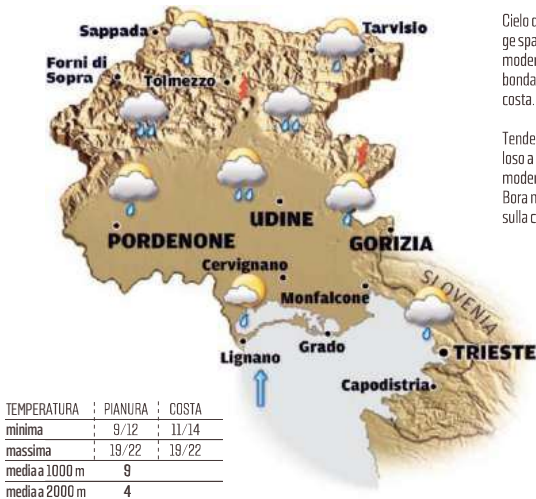 Sappada
Tarvisio
Forni di
Sopra
Tolmezzo
UDINE
PORDENONE
GORIZIA
Cervignano
Monfalcone
SLOVENIA
Grado
Lignano
TRIESTE
Capodistria
Cielo
ge spa
moder
bonda
costa.
Tende
loso a
moder
Bora
sulla
TEMPERATURA PIANURA COSTA
minima 9/12 11/14
massima 19/22 19/22
media a 1000 m 9
media a 2000 m 4